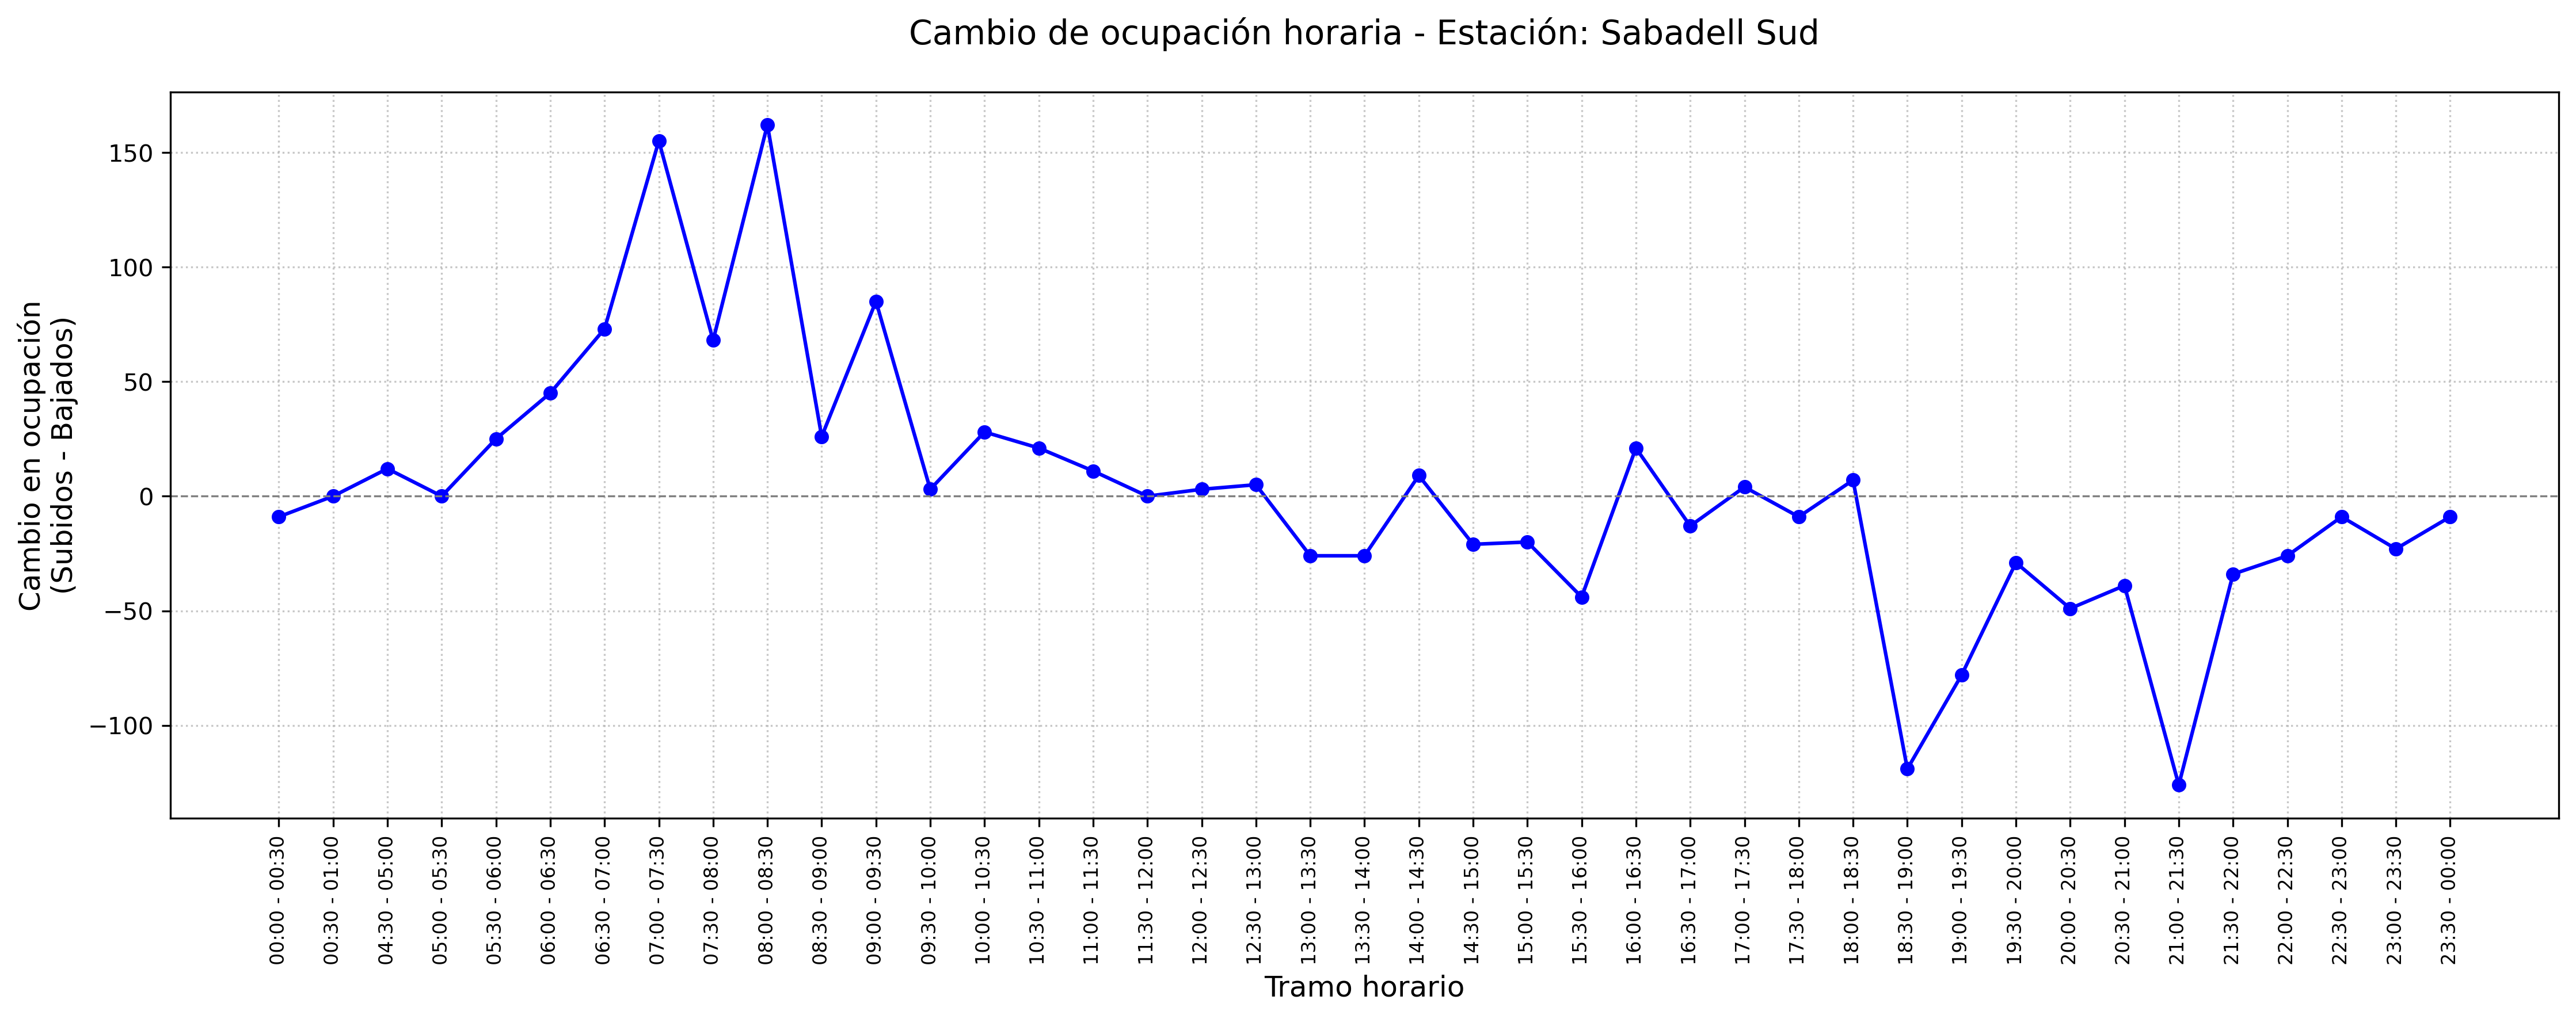 Cambio de ocupación horaria - Estación: Sabadell Sud
Cambio en ocupación
(Subidos - Bajados)
150
100
50
0
−50
−100
00:00 - 00:30
00:30 - 01:00
04:30 - 05:00
05:00 - 05:30
05:30 - 06:00
06:00 - 06:30
06:30 - 07:00
07:00 - 07:30
07:30 - 08:00
08:00 - 08:30
08:30 - 09:00
09:00 - 09:30
09:30 - 10:00
10:00 - 10:30
10:30 - 11:00
11:00 - 11:30
11:30 - 12:00
12:00 - 12:30
12:30 - 13:00
13:00 - 13:30
13:30 - 14:00
14:00 - 14:30
14:30 - 15:00
15:00 - 15:30
15:30 - 16:00
16:00 - 16:30
16:30 - 17:00
17:00 - 17:30
17:30 - 18:00
18:00 - 18:30
18:30 - 19:00
19:00 - 19:30
19:30 - 20:00
20:00 - 20:30
20:30 - 21:00
21:00 - 21:30
21:30 - 22:00
22:00 - 22:30
22:30 - 23:00
23:00 - 23:30
23:30 - 00:00
Tramo horario